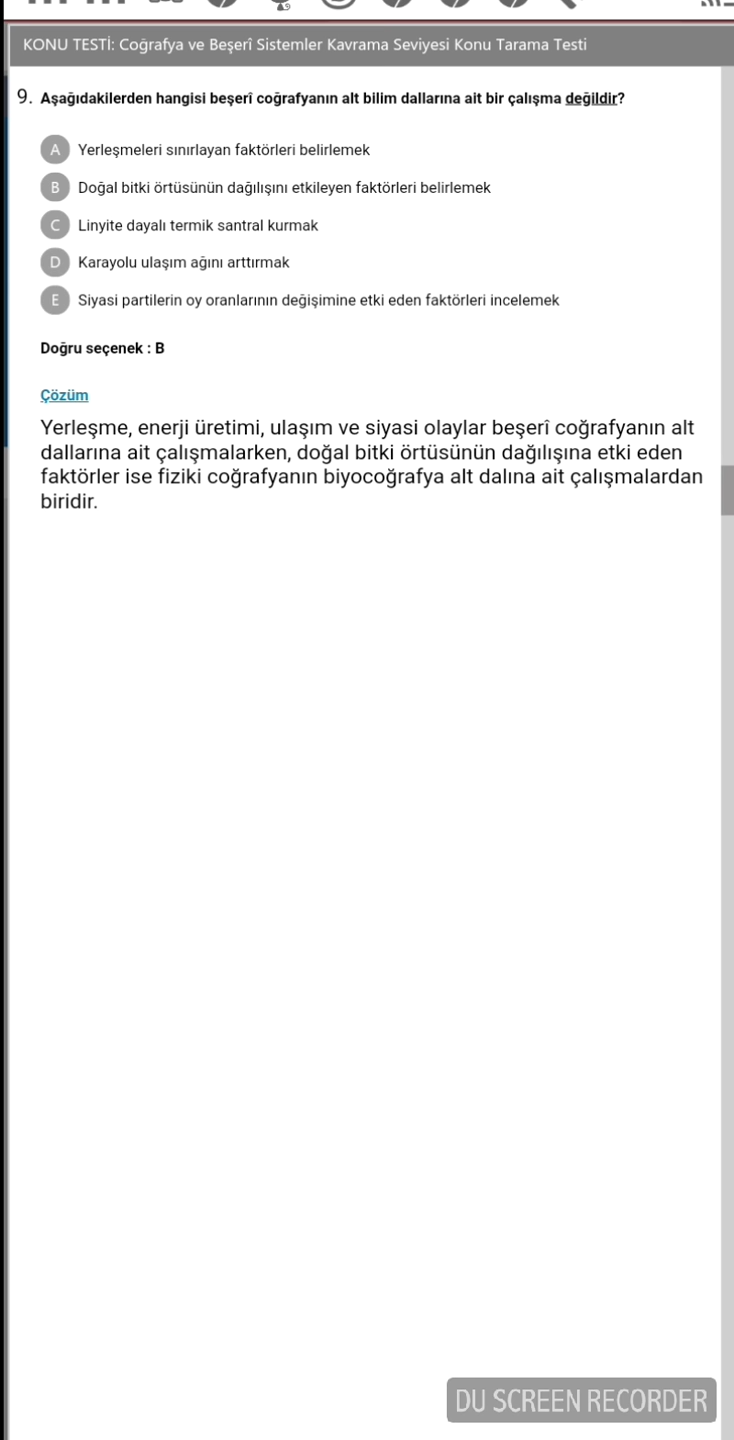 KONU TESTİ: Coğrafya ve Beşerî Sistemler Kavrama Seviyesi Konu Tarama Testi
9. Aşağıdakilerden hangisi beşerî coğrafyanın alt bilim dallarına ait bir çalışma değildir?
A Yerleşmeleri sınırlayan faktörleri belirlemek
B Doğal bitki örtüsünün dağılışını etkileyen faktörleri belirlemek
C Linyite dayalı termik santral kurmak
D Karayolu ulaşım ağını arttırmak
E Siyasi partilerin oy oranlarının değişimine etki eden faktörleri incelemek
Doğru seçenek : B
Çözüm
Yerleşme, enerji üretimi, ulaşım ve siyasi olaylar beşerî coğrafyanın alt
dallarına ait çalışmalarken, doğal bitki örtüsünün dağılışına etki eden
faktörler ise fiziki coğrafyanın biyocoğrafya alt dalına ait çalışmalardan
biridir.
DU SCREEN RECORDER